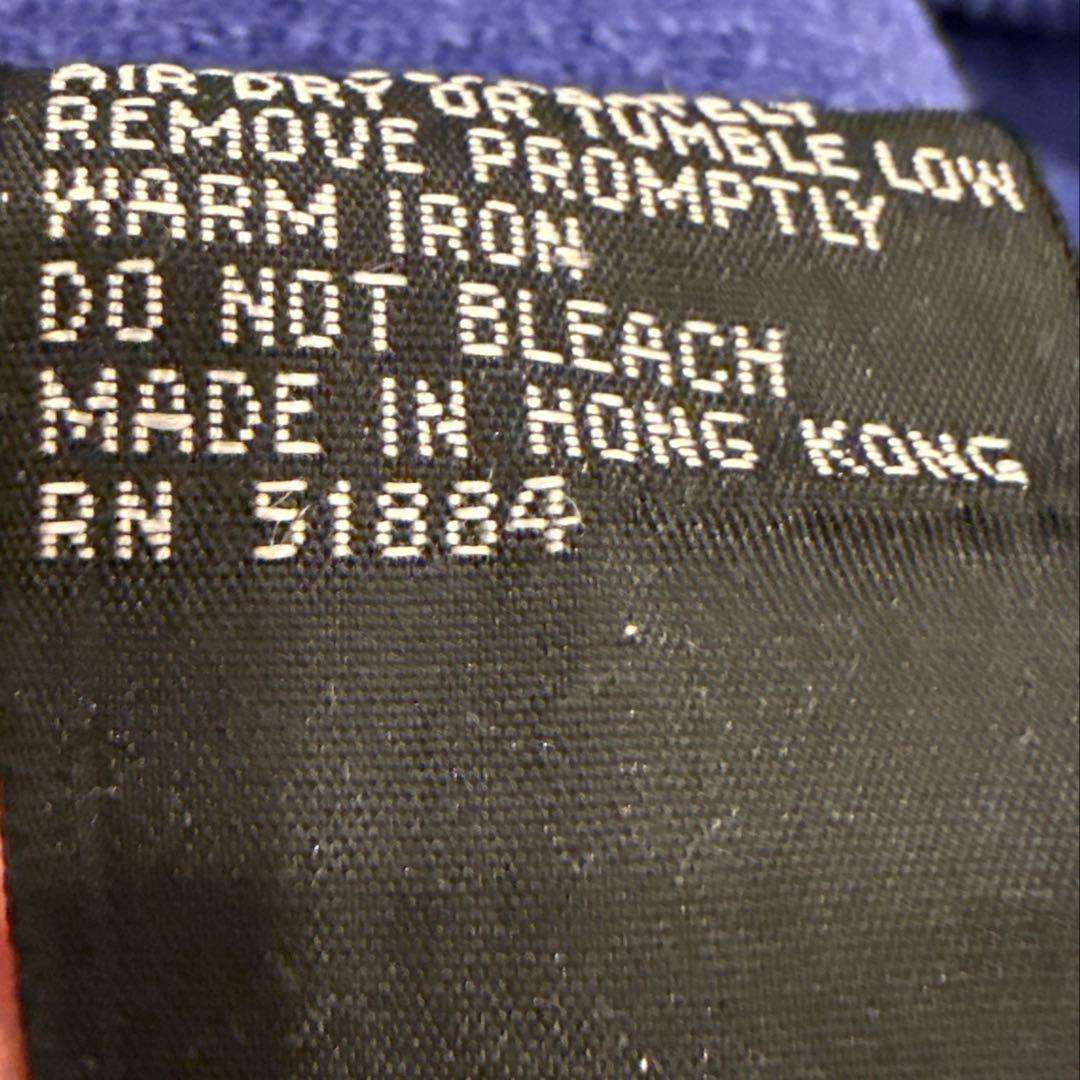 AIR DRY OR TUMBLE LOW
REMOVE PROMPTLY
WARM IRON
DO NOT BLEACH
MADE IN HONG KONG
RN 51884